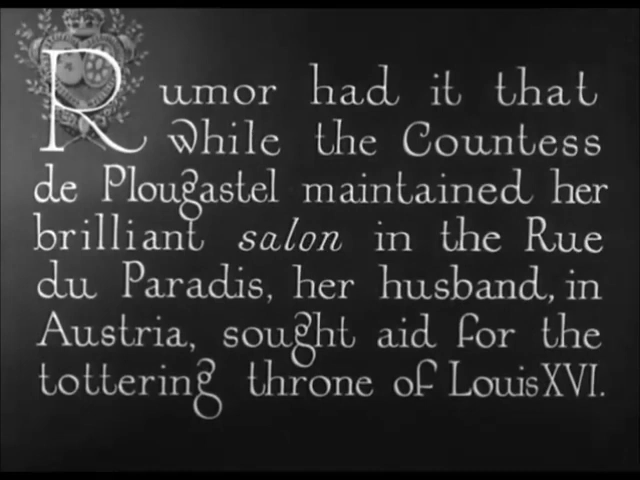 Rumor had it that
while the Countess
de Plougastel maintained her
brilliant salon in the Rue
du Paradis, her husband, in
Austria, sought aid for the
tottering throne of Louis XVI.